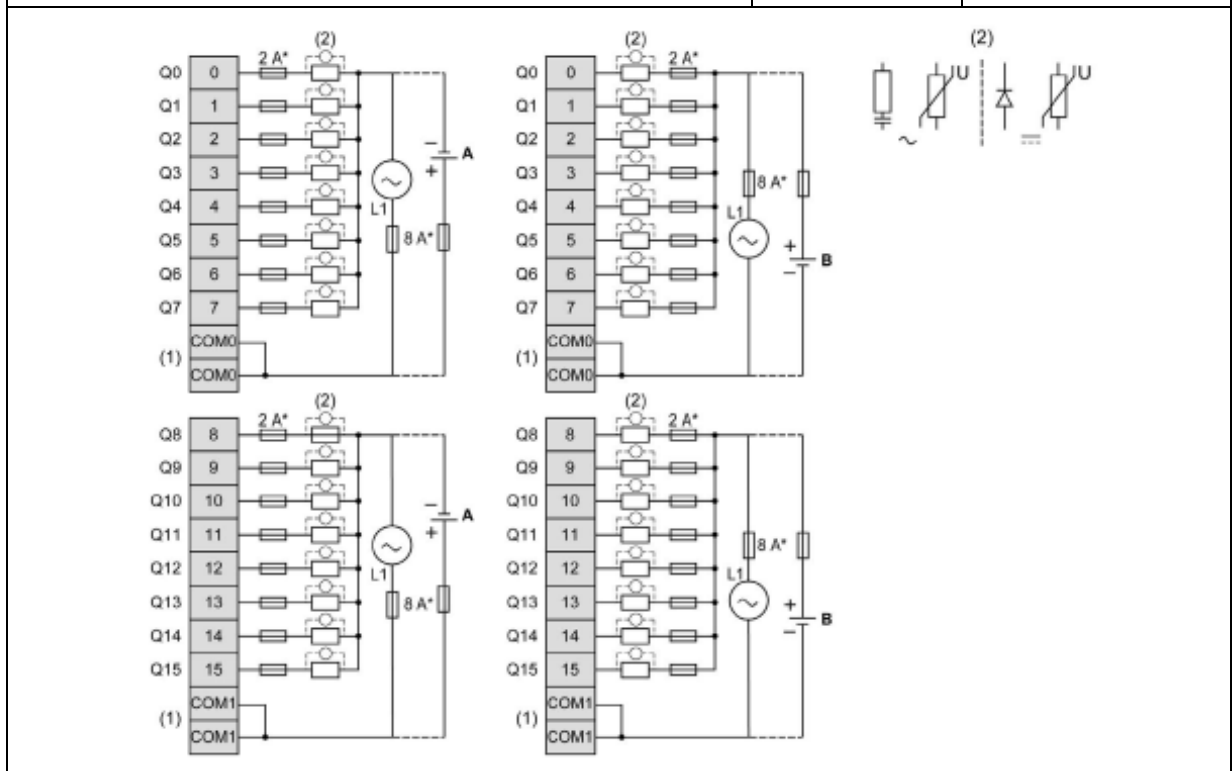 (2)
2 A*
Q0 0
Q1 1
Q2 2
Q3 3
Q4 4
Q5 5
Q6 6
Q7 7
COM0
(1)
COM0
L1
8 A*
−
A
+
(2)
2 A*
Q0 0
Q1 1
Q2 2
Q3 3
Q4 4
Q5 5
Q6 6
Q7 7
COM0
(1)
COM0
8 A*
L1
+
B
−
(2)
U
U
(2)
2 A*
Q8 8
Q9 9
Q10 10
Q11 11
Q12 12
Q13 13
Q14 14
Q15 15
COM1
(1)
COM1
L1
8 A*
−
A
+
(2)
2 A*
Q8 8
Q9 9
Q10 10
Q11 11
Q12 12
Q13 13
Q14 14
Q15 15
COM1
(1)
COM1
8 A*
L1
+
B
−